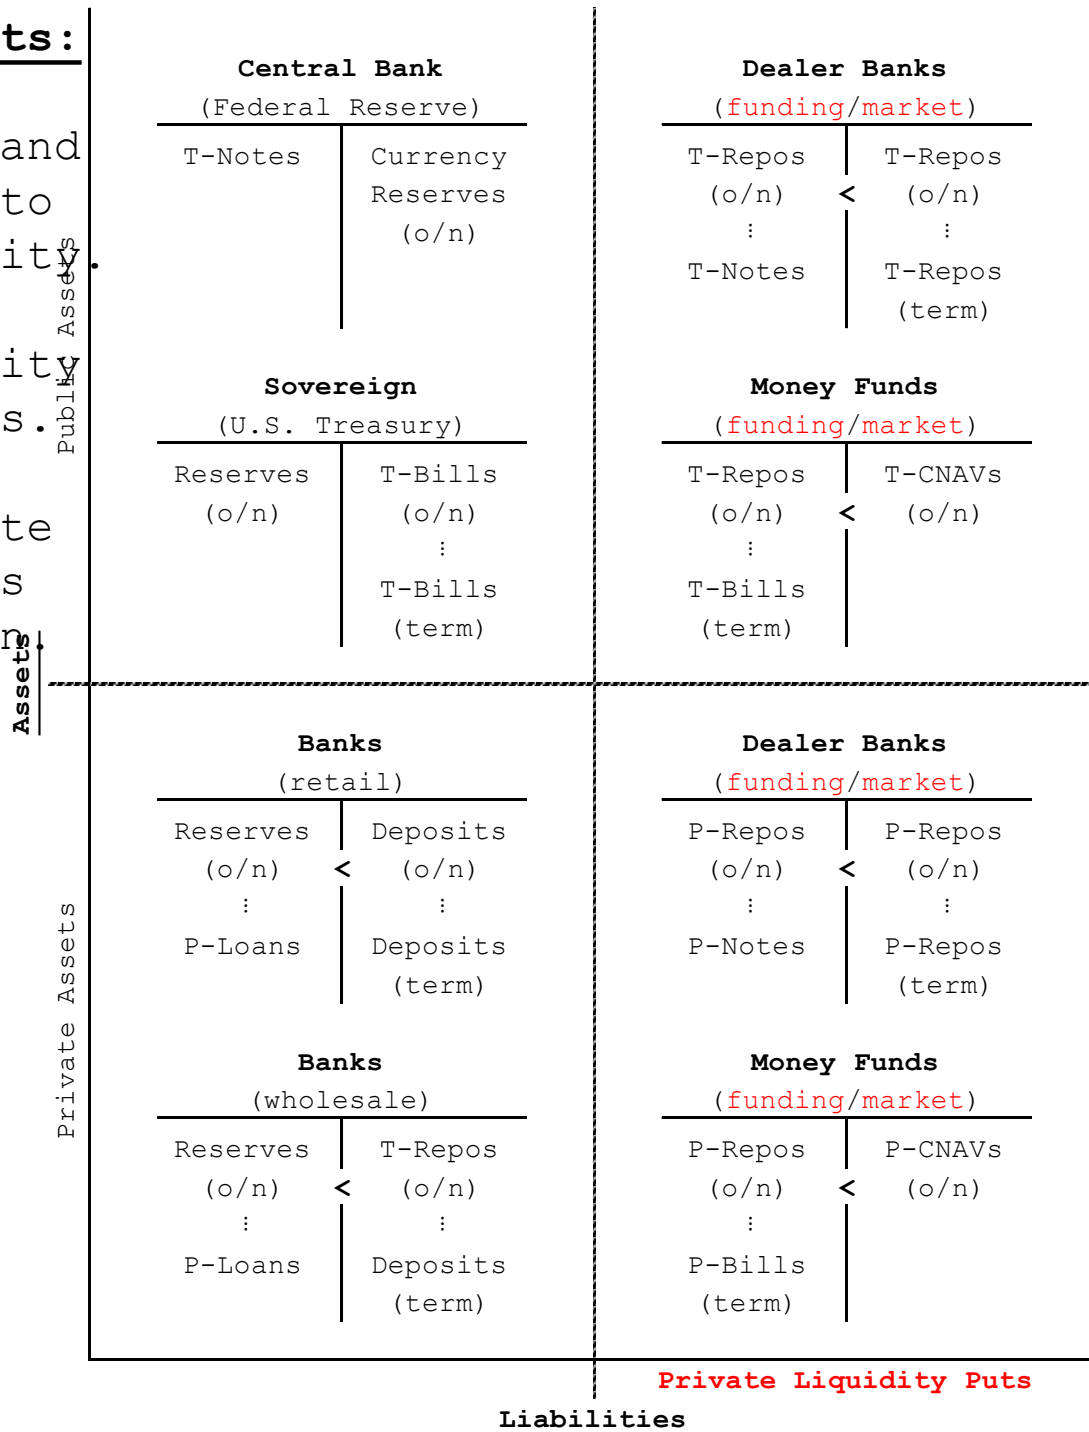 ts:
and
to
ity.
ity
s.
te
s
n.
Public Assets
Assets
Private Assets
Central Bank
(Federal Reserve)
T-Notes
Currency
Reserves
(o/n)
Dealer Banks
(funding/market)
T-Repos < T-Repos
(o/n) (o/n)
⋮ ⋮
T-Notes T-Repos
(term)
Sovereign
(U.S. Treasury)
Reserves T-Bills
(o/n) (o/n)
⋮
T-Bills
(term)
Money Funds
(funding/market)
T-Repos T-CNAVs
(o/n) < (o/n)
⋮
T-Bills
(term)
Banks
(retail)
Reserves Deposits
(o/n) < (o/n)
⋮ ⋮
P-Loans Deposits
(term)
Dealer Banks
(funding/market)
P-Repos P-Repos
(o/n) < (o/n)
⋮ ⋮
P-Notes P-Repos
(term)
Banks
(wholesale)
Reserves T-Repos
(o/n) < (o/n)
⋮ ⋮
P-Loans Deposits
(term)
Money Funds
(funding/market)
P-Repos P-CNAVs
(o/n) < (o/n)
⋮
P-Bills
(term)
Private Liquidity Puts
Liabilities